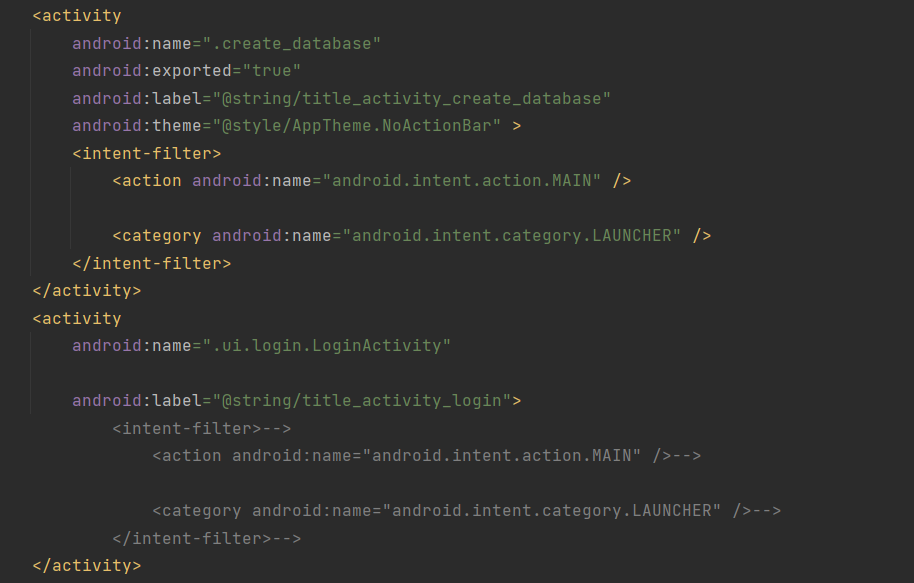 <activity
android:name=".create_database"
android:exported="true"
android:label="@string/title_activity_create_database"
android:theme="@style/AppTheme.NoActionBar" >
<intent-filter>
<action android:name="android.intent.action.MAIN" />
<category android:name="android.intent.category.LAUNCHER" />
</intent-filter>
</activity>
<activity
android:name=".ui.login.LoginActivity"
android:label="@string/title_activity_login">
<intent-filter>-->
<action android:name="android.intent.action.MAIN" />-->
<category android:name="android.intent.category.LAUNCHER" />-->
</intent-filter>-->
</activity>